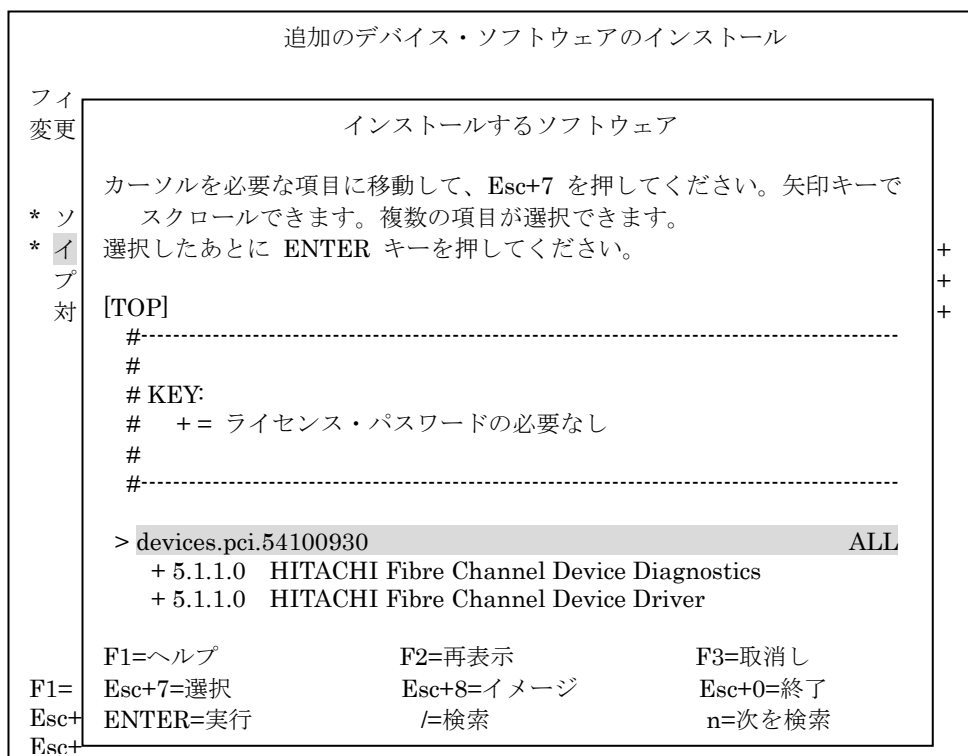 追加のデバイス・ソフトウェアのインストール
フィ
変更
インストールするソフトウェア
カーソルを必要な項目に移動して、Esc+7 を押してください。矢印キーで
* ソ スクロールできます。複数の項目が選択できます。
* イ 選択したあとに ENTER キーを押してください。 +
プ +
対 [TOP] +
#--------------------------------------------------------------------------------
#
# KEY:
# + = ライセンス・パスワードの必要なし
#
#--------------------------------------------------------------------------------
> devices.pci.54100930 ALL
+ 5.1.1.0 HITACHI Fibre Channel Device Diagnostics
+ 5.1.1.0 HITACHI Fibre Channel Device Driver
F1=ヘルプ F2=再表示 F3=取消し
F1= Esc+7=選択 Esc+8=イメージ Esc+0=終了
Esc+ ENTER=実行 /=検索 n=次を検索
Esc+